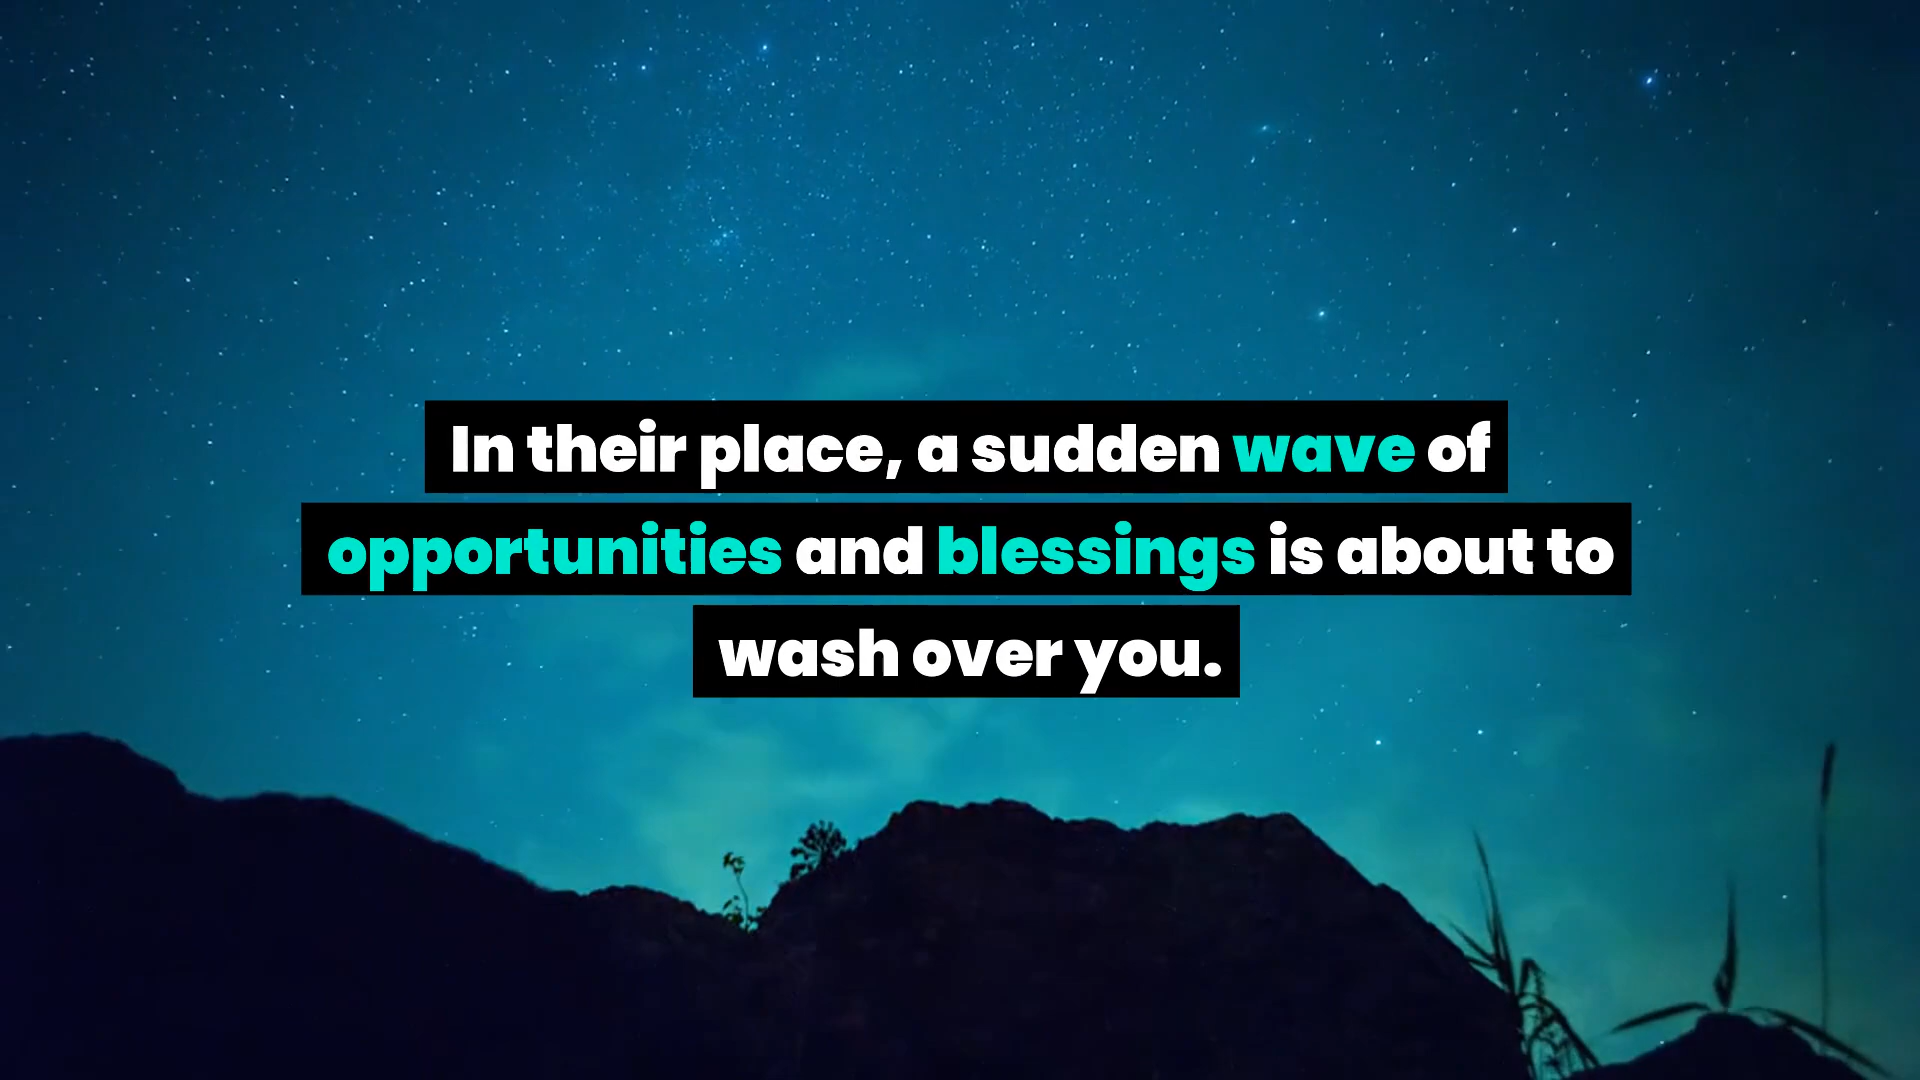 In their place, a sudden wave of
opportunities and blessings is about to
wash over you.